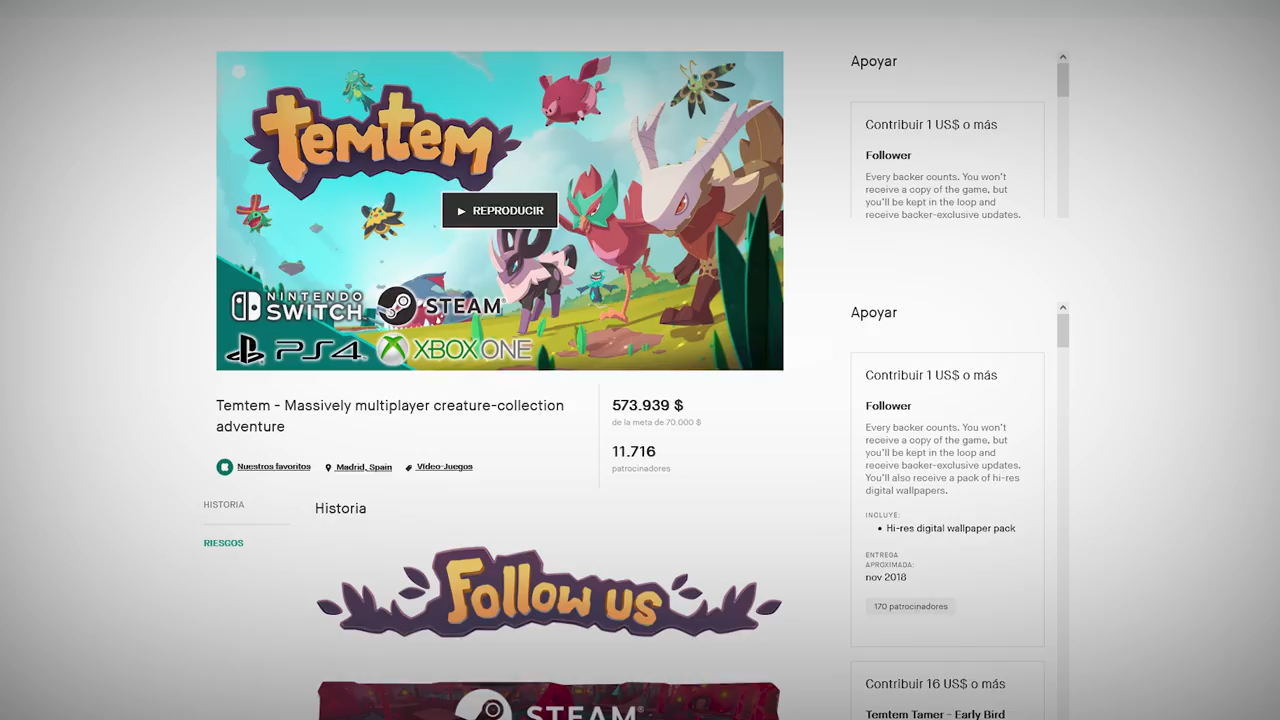 temtem
REPRODUCIR
NINTENDO
SWITCH
STEAM
PS4
XBOX ONE
Temtem - Massively multiplayer creature-collection
adventure
Nuestros favoritos
Madrid, Spain
Video-Juegos
573.939 $
de la meta de 70.000 $
11.716
patrocinadores
HISTORIA
RIESGOS
Historia
Follow us
STEAM
Apoyar
Contribuir 1 US$ o más
Follower
Every backer counts. You won't
receive a copy of the game, but
you'll be kept in the loop and
receive backer-exclusive updates.
Apoyar
Contribuir 1 US$ o más
Follower
Every backer counts. You won't
receive a copy of the game, but
you'll be kept in the loop and
receive backer-exclusive updates.
You'll also receive a pack of hi-res
digital wallpapers.
INCLUYE:
• Hi-res digital wallpaper pack
ENTREGA
APROXIMADA:
nov 2018
170 patrocinadores
Contribuir 16 US$ o más
Temtem Tamer - Early Bird